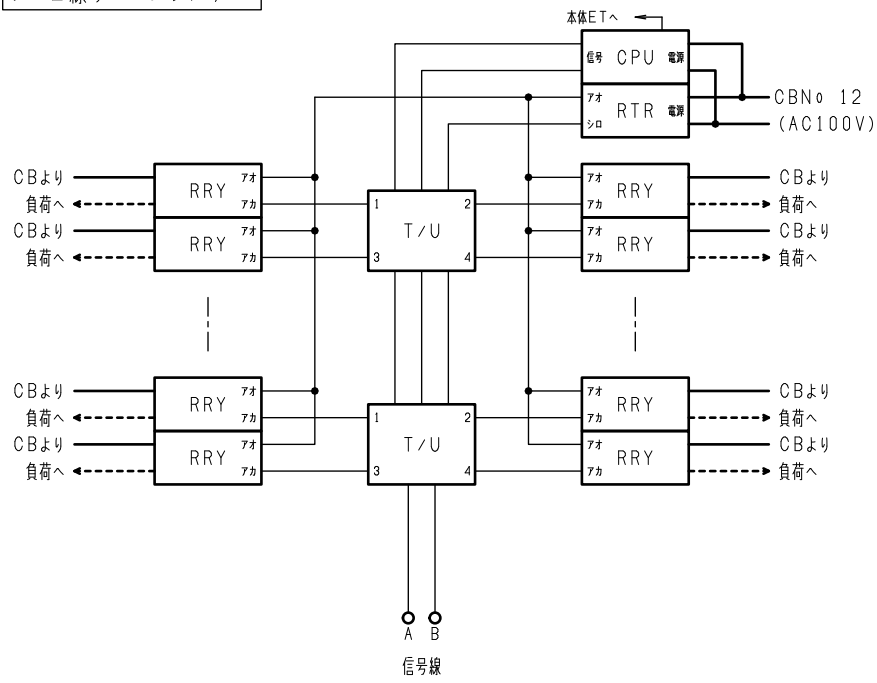 本体ETへ
信号 CPU 電源
アオ RTR 電源
シロ
CBNo 12
(AC100V)
CBより RRY アオ
負荷へ アカ
CBより RRY アオ
負荷へ アカ
1 T/U 2
3 4
アオ RRY CBより
アカ 負荷へ
アオ RRY CBより
アカ 負荷へ
CBより RRY アオ
負荷へ アカ
CBより RRY アオ
負荷へ アカ
1 T/U 2
3 4
アオ RRY CBより
アカ 負荷へ
アオ RRY CBより
アカ 負荷へ
A B
信号線